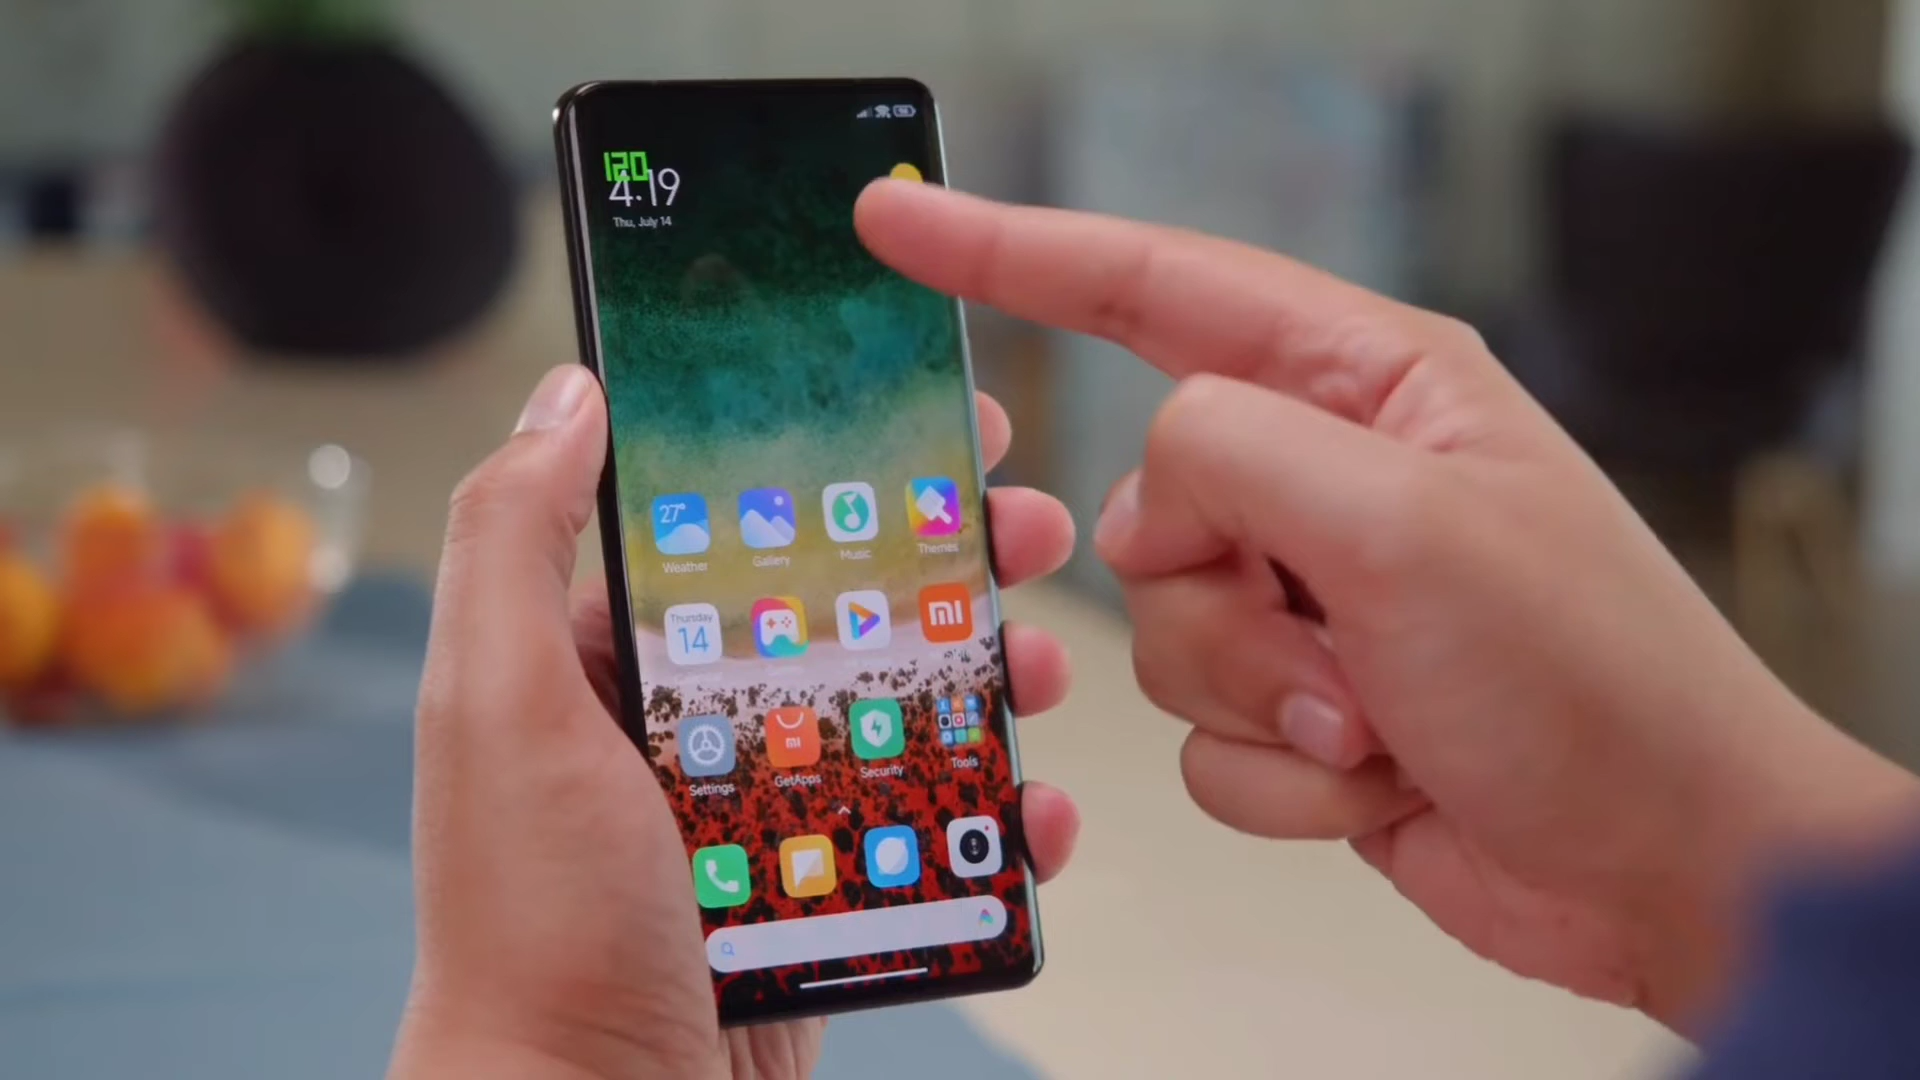 120
4:19
Thu, July 14
27°
Weather
Gallery
Music
Themes
Thursday
14
mi
mi
Settings
GetApps
Security
Tools